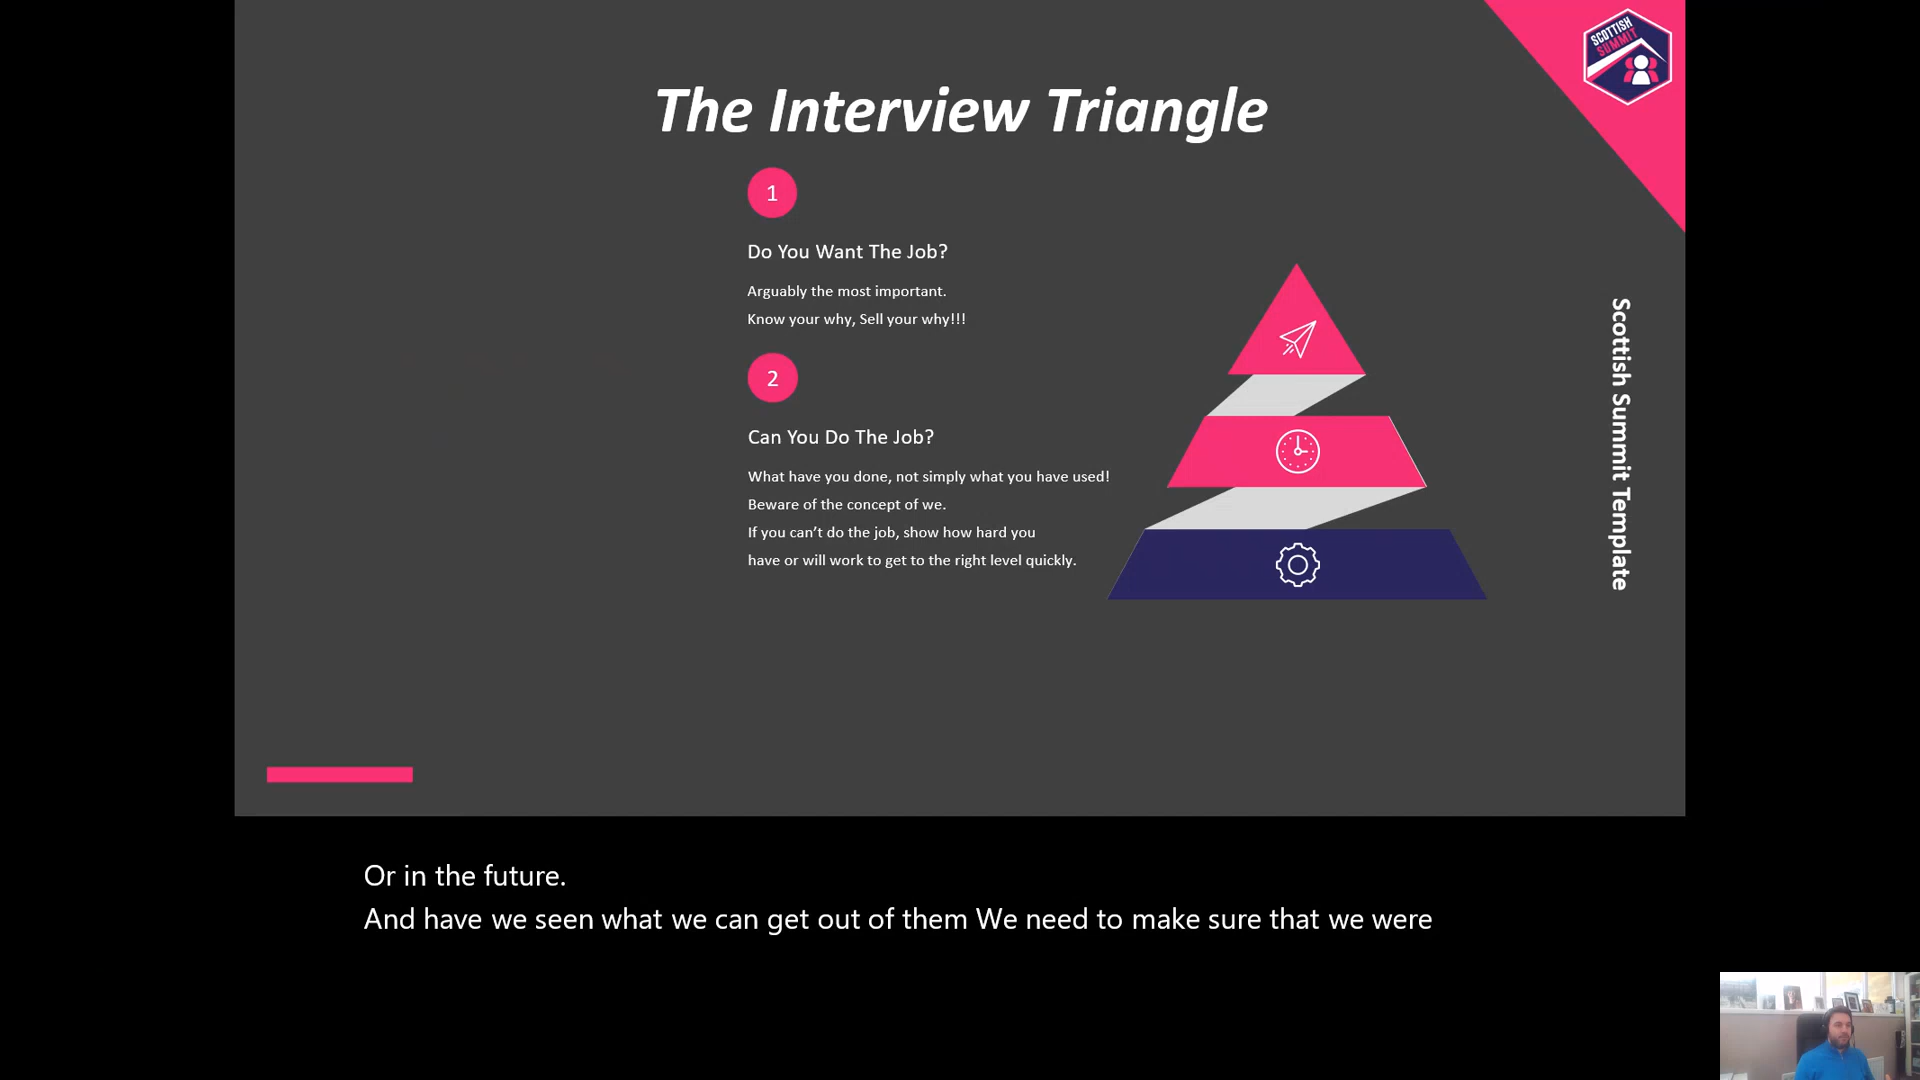 SCOTTISH
SUMMIT
The Interview Triangle
1
Do You Want The Job?
Arguably the most important.
Know your why, Sell your why!!!
2
Can You Do The Job?
What have you done, not simply what you have used!
Beware of the concept of we.
If you can’t do the job, show how hard you
have or will work to get to the right level quickly.
Scottish Summit Template
Or in the future.
And have we seen what we can get out of them We need to make sure that we were